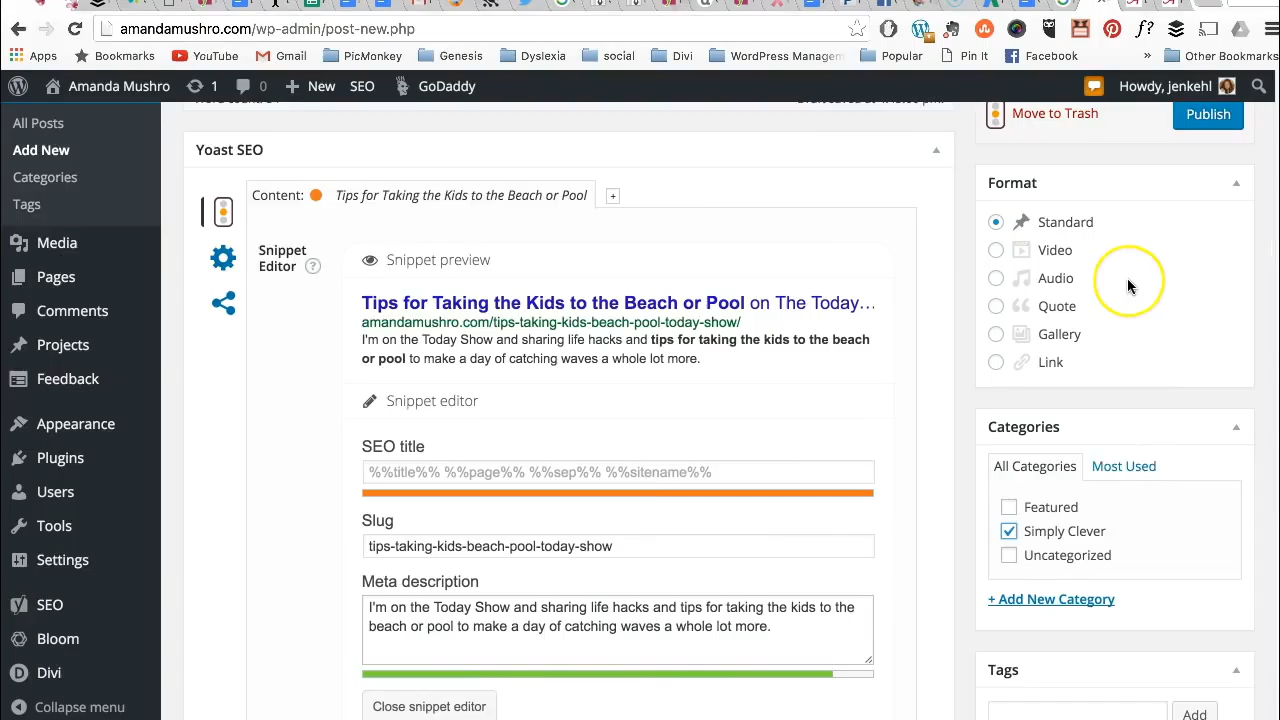 amandamushro.com/wp-admin/post-new.php
Apps Bookmarks YouTube Gmail PicMonkey Genesis Dyslexia social Divi WordPress Managem Popular Facebook » Other Bookmarks
Amanda Mushro 1 0 New SEO GoDaddy Howdy, jenkehl
All Posts
Add New
Categories
Tags
Media
Pages
Comments
Projects
Feedback
Appearance
Plugins
Users
Tools
Settings
SEO
Bloom
Divi
Collapse menu
Yoast SEO
Content: Tips for Taking the Kids to the Beach or Pool +
Snippet
Editor ?
Snippet preview
Tips for Taking the Kids to the Beach or Pool on The Today...
amandamushro.com/tips-taking-kids-beach-pool-today-show/
I'm on the Today Show and sharing life hacks and tips for taking the kids to the beach
or pool to make a day of catching waves a whole lot more.
Snippet editor
SEO title
%%title%% %%page%% %%sep%% %%sitename%%
Slug
tips-taking-kids-beach-pool-today-show
Meta description
I'm on the Today Show and sharing life hacks and tips for taking the kids to the
beach or pool to make a day of catching waves a whole lot more.
Close snippet editor
Move to Trash
Publish
Format
Standard
Video
Audio
Quote
Gallery
Link
Categories
All Categories Most Used
Featured
Simply Clever
Uncategorized
+ Add New Category
Tags
Add